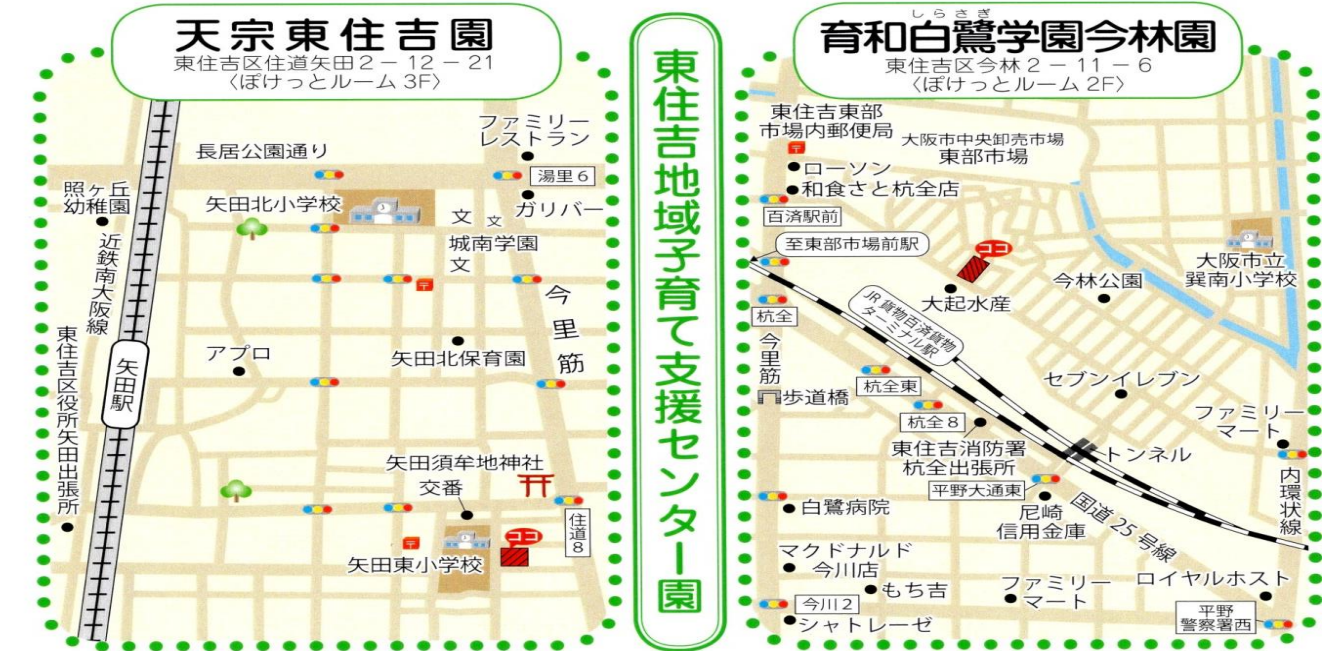 天宗東住吉園
東住吉区住道矢田2－12－21
〈ぽけっとルーム 3F〉
ファミリー
レストラン
長居公園通り
湯里6
照ヶ丘
幼稚園
矢田北小学校
ガリバー
文 文
城南学園
文
近鉄南大阪線
〒
今里筋
矢田北保育園
アプロ
矢田駅
東住吉区役所矢田出張所
矢田須牟地神社
交番
住道8
ココ
〒
矢田東小学校
東住吉地域子育て支援センター園
しらさぎ
育和白鷺学園今林園
東住吉区今林2－11－6
〈ぽけっとルーム 2F〉
東住吉東部
市場内郵便局
〒
大阪市中央卸売市場
東部市場
ローソン
和食さと杭全店
百済駅前
至東部市場前駅
ココ
大阪市立
巽南小学校
今林公園
大起水産
JR貨物百済貨物
ターミナル駅
杭全
今里筋
杭全東
歩道橋
セブンイレブン
杭全8
ファミリー
マート
東住吉消防署
杭全出張所
トンネル
平野大通東
内環状線
白鷺病院
尼崎
信用金庫
国道25号線
マクドナルド
今川店
もち吉
ファミリー
マート
ロイヤルホスト
今川2
シャトレーゼ
平野
警察署西